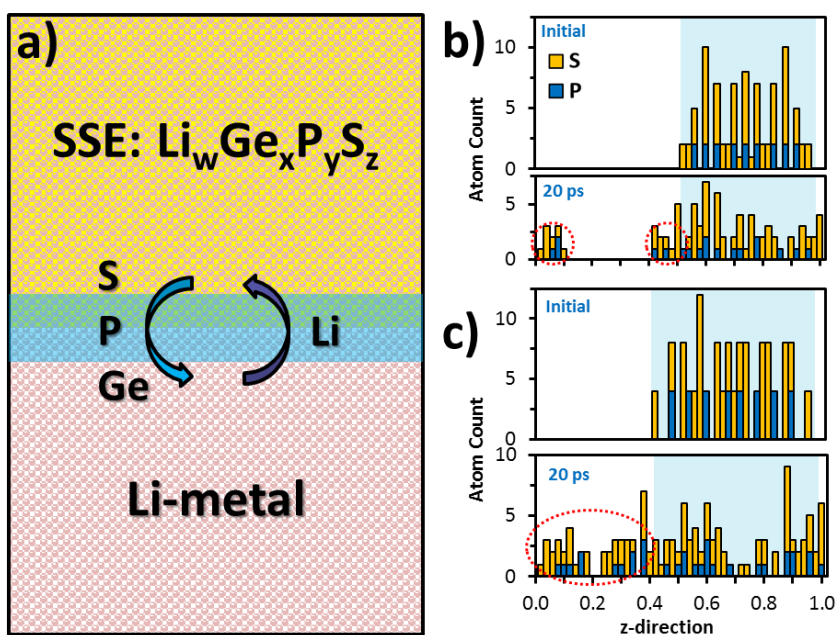 a)
SSE: LiwGexPySz
S
P
Ge
Li
Li-metal
b)
Initial
S
P
10
5
0
Atom Count
20 ps
5
0
c)
Initial
10
5
0
Atom Count
20 ps
10
5
0
0.0 0.2 0.4 0.6 0.8 1.0
z-direction